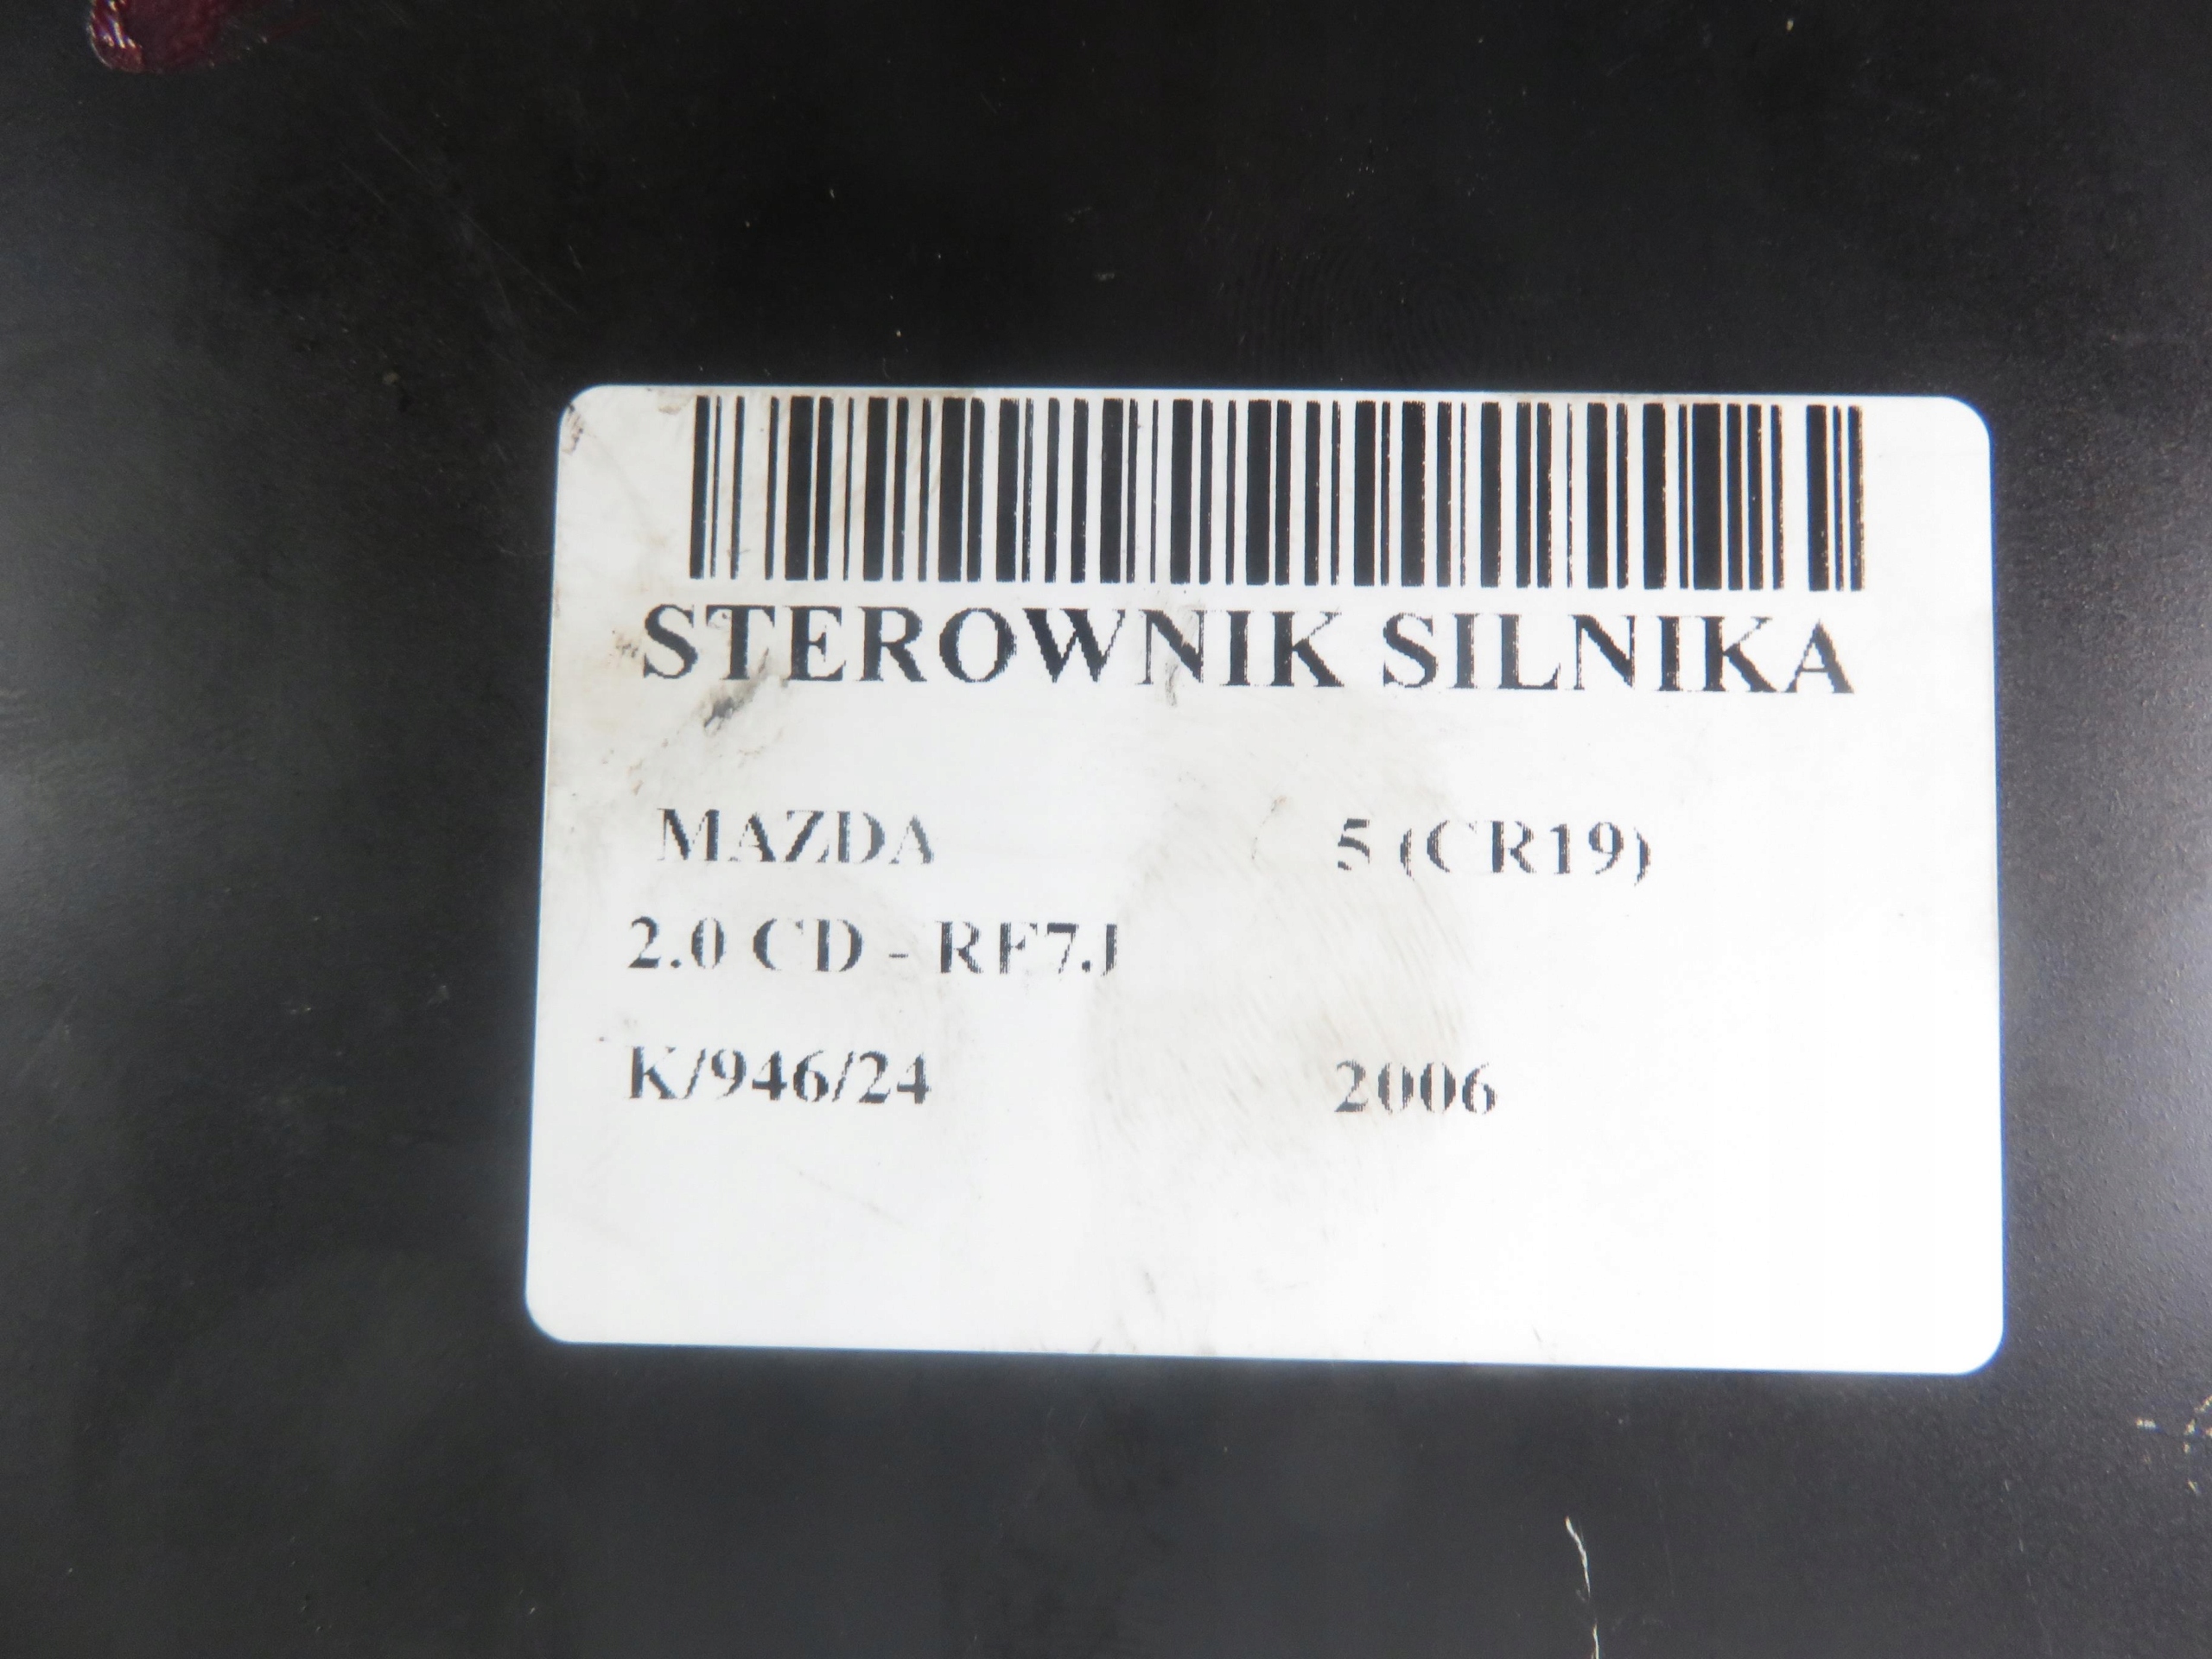 STEROWNIK SILNIKA
MAZDA 5 (CR19)
2.0 CD - RF7J
K/946/24 2006